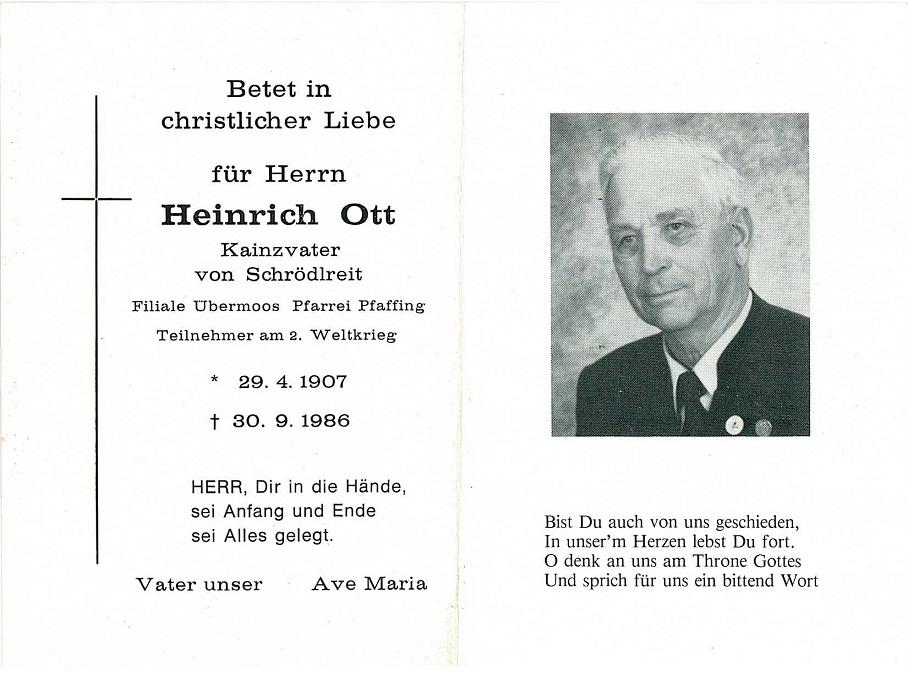 Betet in
christlicher Liebe
für Herrn
Heinrich Ott
Kainzvater
von Schrödlreit
Filiale Übermoos Pfarrei Pfaffing
Teilnehmer am 2. Weltkrieg
* 29. 4. 1907
† 30. 9. 1986
HERR, Dir in die Hände,
sei Anfang und Ende
sei Alles gelegt.
Vater unser Ave Maria
Bist Du auch von uns geschieden,
In unser'm Herzen lebst Du fort.
O denk an uns am Throne Gottes
Und sprich für uns ein bittend Wort